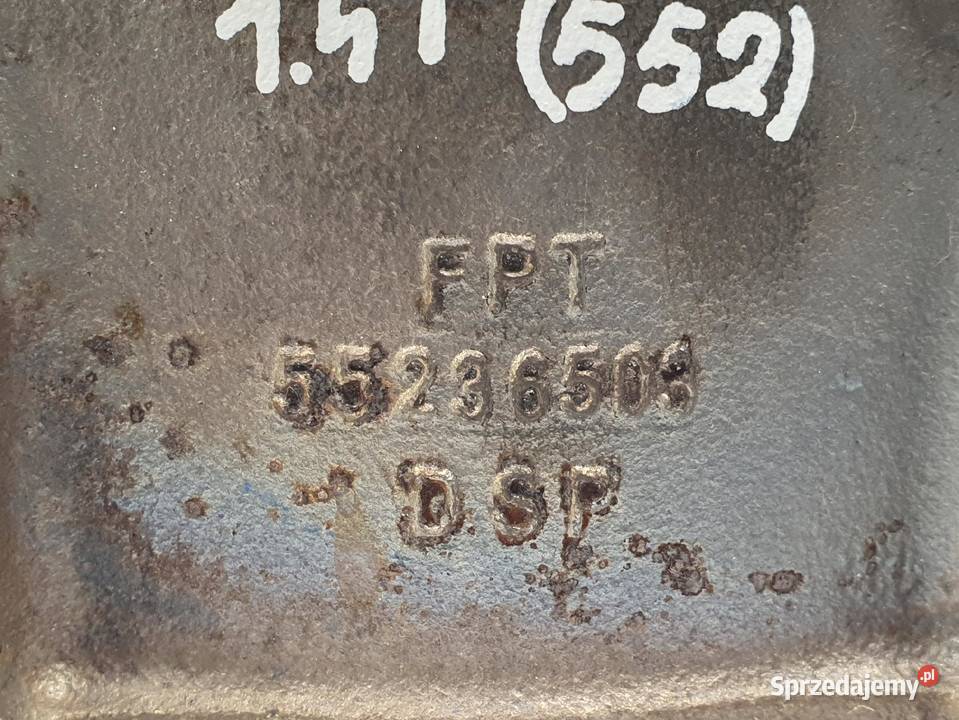 1.4T (552)
FPT
55236503
DSP
Sprzedajemy.pl